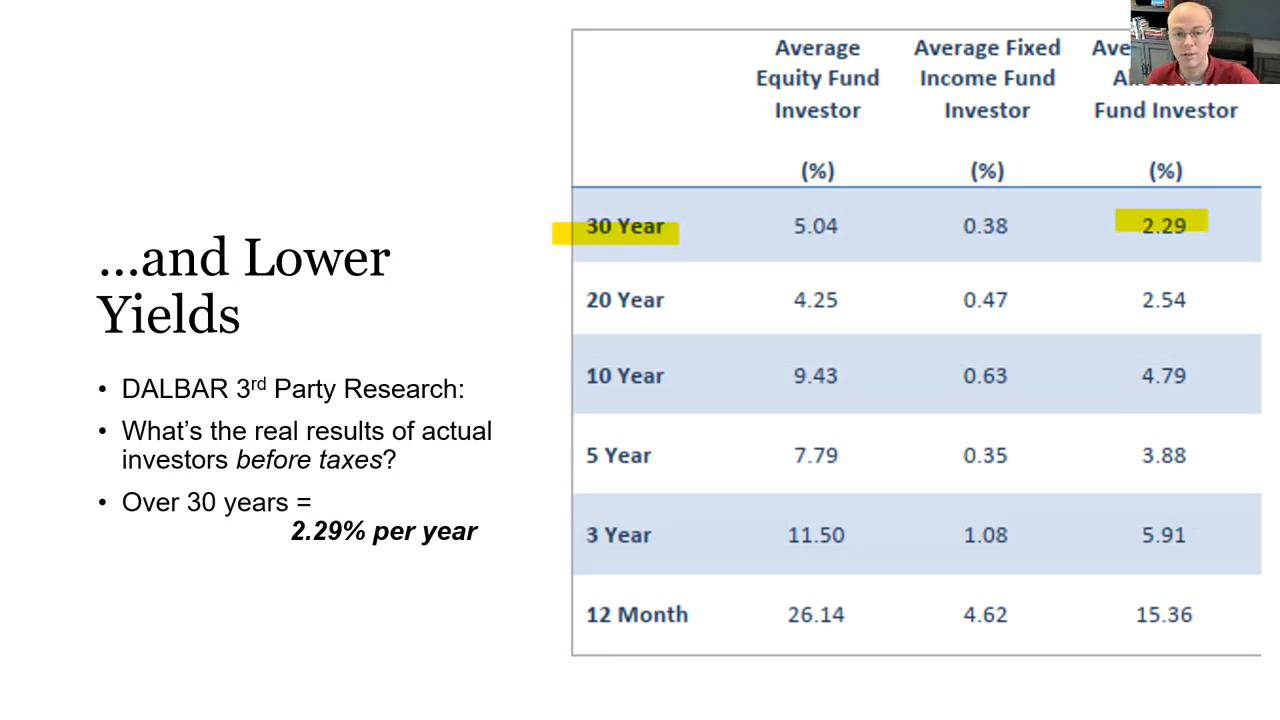 ...and Lower
Yields
• DALBAR 3rd Party Research:
• What's the real results of actual
investors before taxes?
• Over 30 years =
2.29% per year
Average Equity Fund Investor (%)
Average Fixed Income Fund Investor (%)
Fund Investor (%)
30 Year 5.04 0.38 2.29
20 Year 4.25 0.47 2.54
10 Year 9.43 0.63 4.79
5 Year 7.79 0.35 3.88
3 Year 11.50 1.08 5.91
12 Month 26.14 4.62 15.36